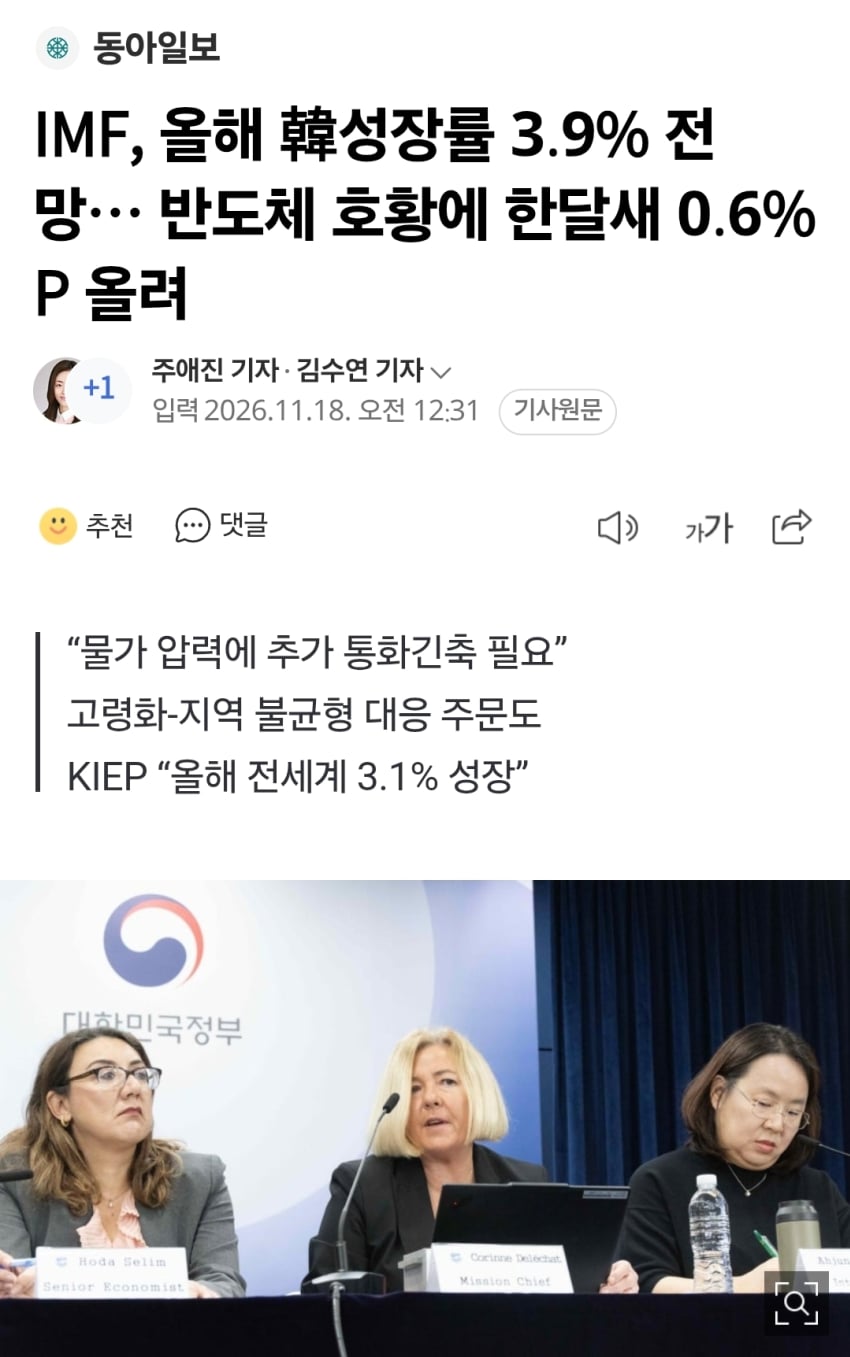 동아일보
IMF, 올해 韓성장률 3.9% 전
망… 반도체 호황에 한달새 0.6%
P 올려
+1
주애진 기자 · 김수연 기자
입력 2026.11.18. 오전 12:31
기사원문
추천
댓글
가가
“물가 압력에 추가 통화긴축 필요”
고령화-지역 불균형 대응 주문도
KIEP “올해 전세계 3.1% 성장”
대한민국정부
Hoda Selim
Senior Economist
Corinne Deléchat
Mission Chief